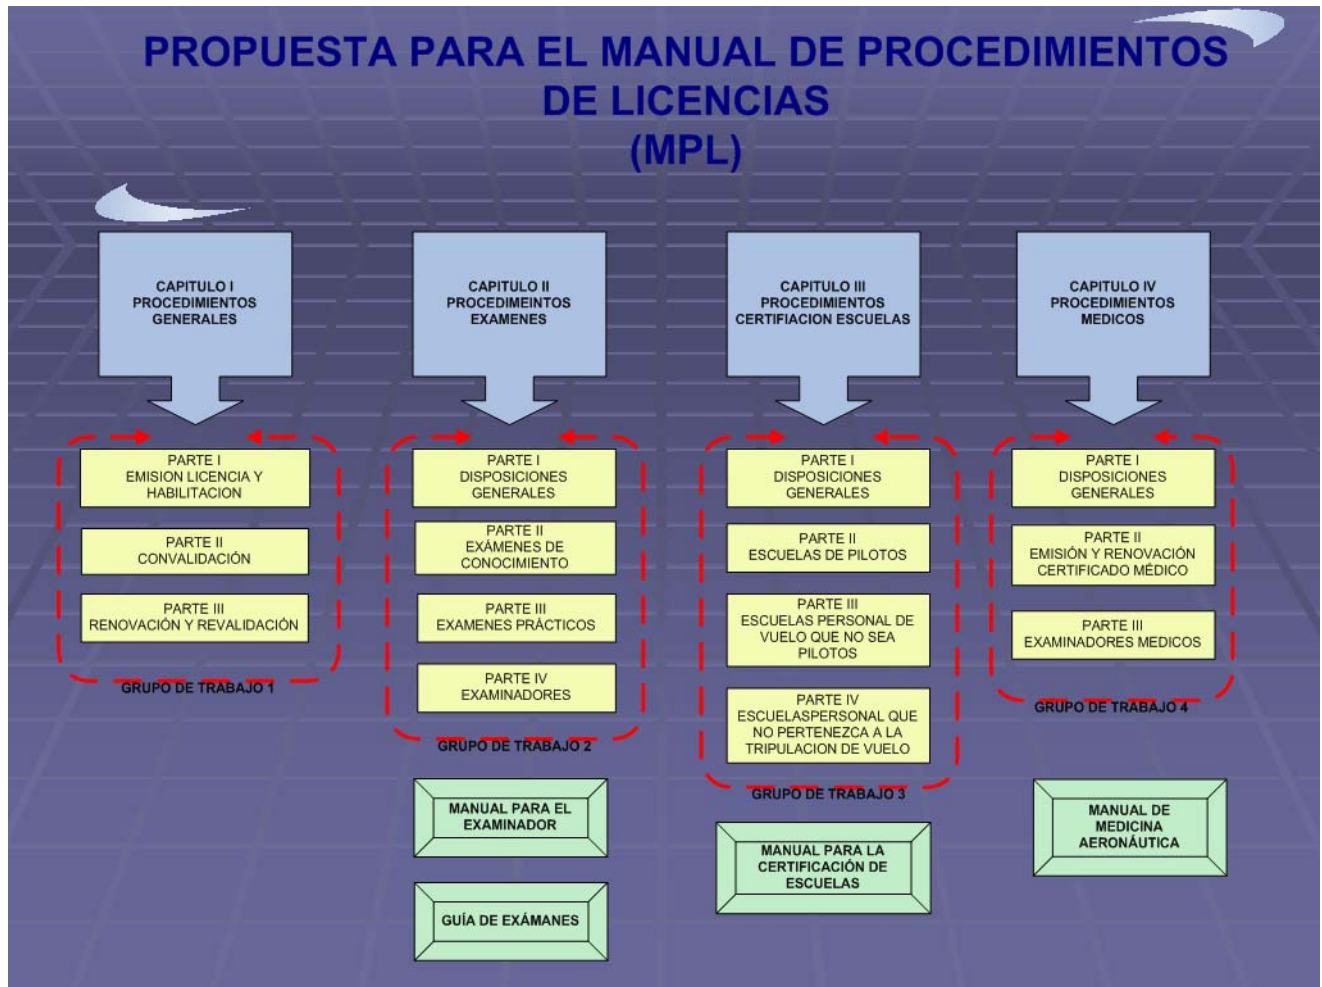 PROPUESTA PARA EL MANUAL DE PROCEDIMIENTOS
DE LICENCIAS
(MPL)
CAPITULO I
PROCEDIMIENTOS
GENERALES
PARTE I
EMISION LICENCIA Y
HABILITACION
PARTE II
CONVALIDACIÓN
PARTE III
RENOVACIÓN Y REVALIDACIÓN
GRUPO DE TRABAJO 1
CAPITULO II
PROCEDIMEINTOS
EXAMENES
PARTE I
DISPOSICIONES
GENERALES
PARTE II
EXÁMENES DE
CONOCIMIENTO
PARTE III
EXAMENES PRÁCTICOS
PARTE IV
EXAMINADORES
GRUPO DE TRABAJO 2
MANUAL PARA EL
EXAMINADOR
GUÍA DE EXÁMANES
CAPITULO III
PROCEDIMIENTOS
CERTIFIACION ESCUELAS
PARTE I
DISPOSICIONES
GENERALES
PARTE II
ESCUELAS DE PILOTOS
PARTE III
ESCUELAS PERSONAL DE
VUELO QUE NO SEA
PILOTOS
PARTE IV
ESCUELASPERSONAL QUE
NO PERTENEZCA A LA
TRIPULACION DE VUELO
GRUPO DE TRABAJO 3
MANUAL PARA LA
CERTIFICACIÓN DE
ESCUELAS
CAPITULO IV
PROCEDIMIENTOS
MEDICOS
PARTE I
DISPOSICIONES
GENERALES
PARTE II
EMISIÓN Y RENOVACIÓN
CERTIFICADO MÉDICO
PARTE III
EXAMINADORES MEDICOS
GRUPO DE TRABAJO 4
MANUAL DE
MEDICINA
AERONÁUTICA